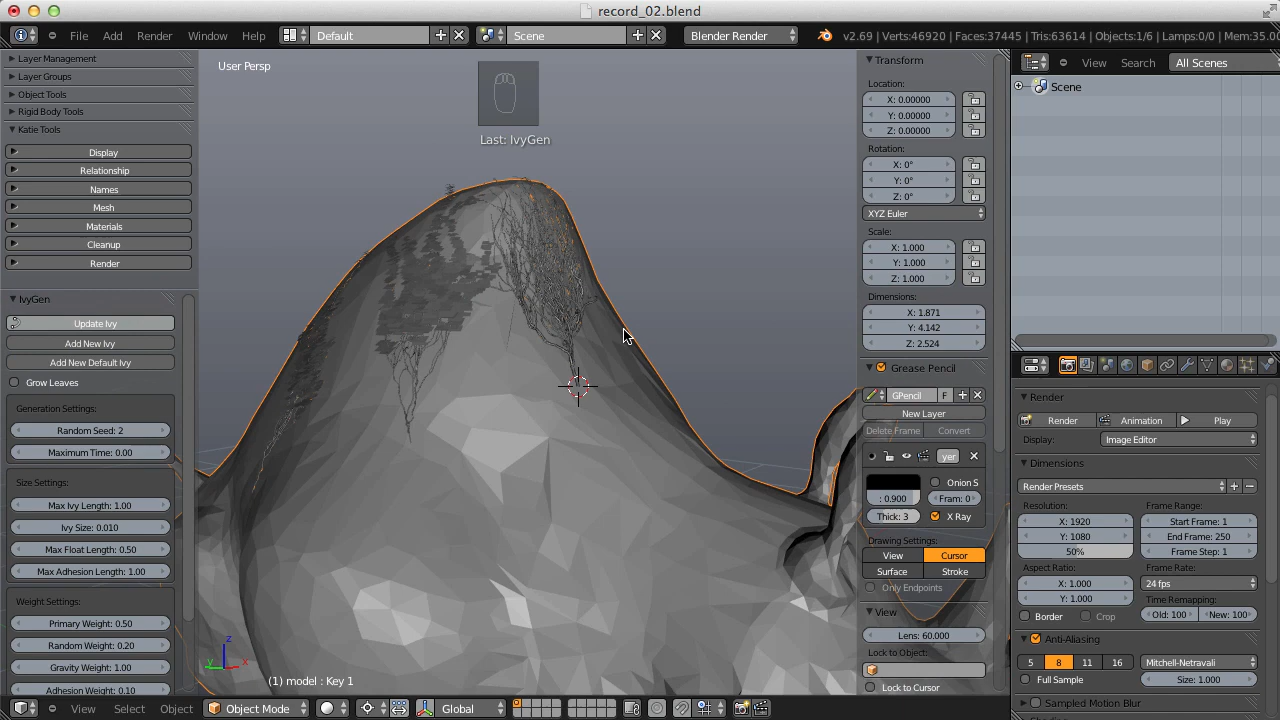 record_02.blend
File Add Render Window Help Default Scene Blender Render v2.69 | Verts:46920 | Faces:37445 | Tris:63614 | Objects:1/6 | Lamps:0/0 | Mem:35.0
Layer Management
Layer Groups
Object Tools
Rigid Body Tools
Katie Tools
Display
Relationship
Names
Mesh
Materials
Cleanup
Render
IvyGen
Update Ivy
Add New Ivy
Add New Default Ivy
Grow Leaves
Generation Settings:
Random Seed: 2
Maximum Time: 0.00
Size Settings:
Max Ivy Length: 1.00
Ivy Size: 0.010
Max Float Length: 0.50
Max Adhesion Length: 1.00
Weight Settings:
Primary Weight: 0.50
Random Weight: 0.20
Gravity Weight: 1.00
Adhesion Weight: 0.10
User Persp
Last: IvyGen
z
y
x
(1) model : Key 1
View Select Object Object Mode Global
Transform
Location:
X: 0.00000
Y: 0.00000
Z: 0.00000
Rotation:
X: 0°
Y: 0°
Z: 0°
XYZ Euler
Scale:
X: 1.000
Y: 1.000
Z: 1.000
Dimensions:
X: 1.871
Y: 4.142
Z: 2.524
Grease Pencil
GPencil F
New Layer
Delete Frame Convert
yer
Onion S
: 0.900 Fram: 0
Thick: 3 X Ray
Drawing Settings:
View Cursor
Surface Stroke
Only Endpoints
View
Lens: 60.000
Lock to Object:
Lock to Cursor
View Search All Scenes
Scene
Render
Render Animation Play
Display: Image Editor
Dimensions
Render Presets
Resolution: Frame Range:
X: 1920 Start Frame: 1
Y: 1080 End Frame: 250
50% Frame Step: 1
Aspect Ratio: Frame Rate:
X: 1.000 24 fps
Y: 1.000 Time Remapping:
Border Crop Old: 100 New: 100
Anti-Aliasing
5 8 11 16 Mitchell-Netravali
Full Sample Size: 1.000
Sampled Motion Blur